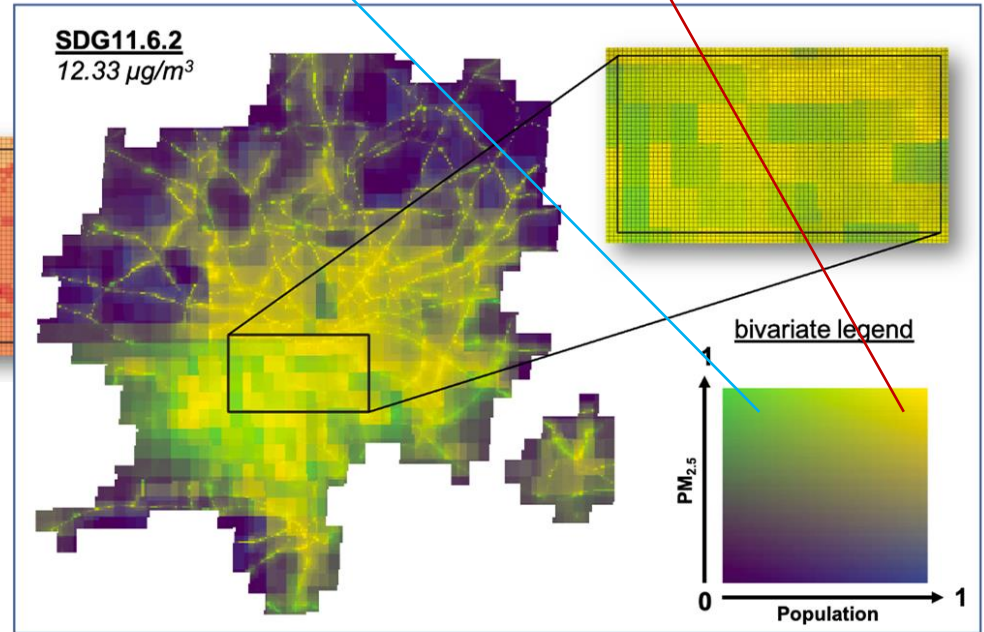 SDG11.6.2
12.33 µg/m³
bivariate legend
1
PM₂.₅
0
1
Population